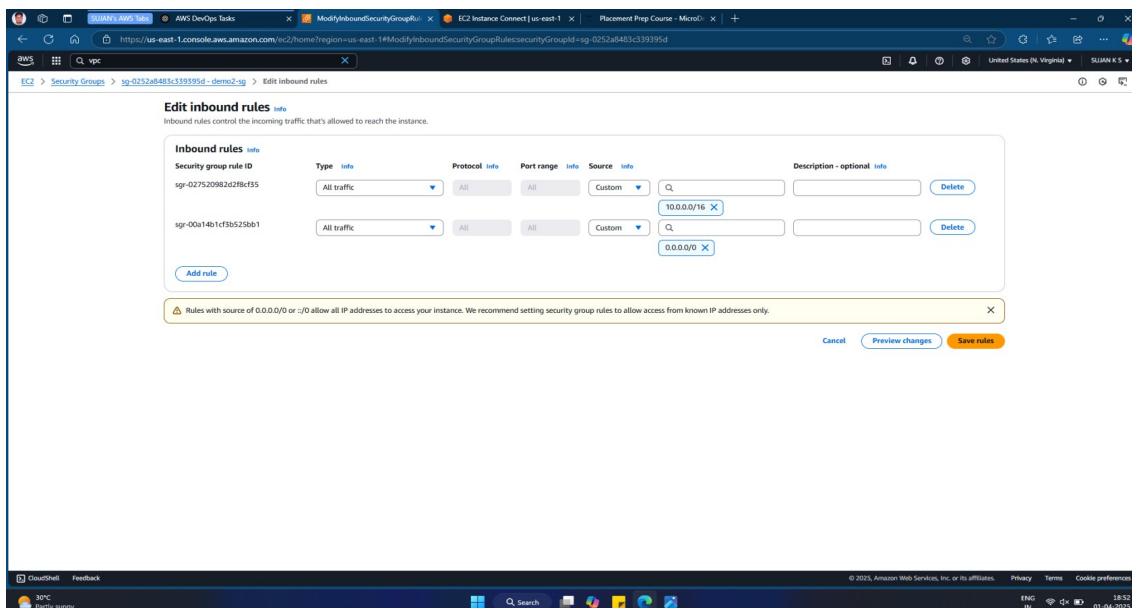 SUJAN's AWS Tabs AWS DevOps Tasks ModifyInboundSecurityGroupRul EC2 Instance Connect | us-east-1 Placement Prep Course - MicroD
https://us-east-1.console.aws.amazon.com/ec2/home?region=us-east-1#ModifyInboundSecurityGroupRules:securityGroupId=sg-0252a8483c339395d
aws vpc United States (N. Virginia) SUJAN K S
EC2 > Security Groups > sg-0252a8483c339395d - demo2-sg > Edit inbound rules
Edit inbound rules Info
Inbound rules control the incoming traffic that's allowed to reach the instance.
Inbound rules Info
Security group rule ID Type Info Protocol Info Port range Info Source Info Description - optional Info
sgr-027520982d2f8cf35 All traffic All All Custom Delete
10.0.0.0/16
sgr-00a14b1cf3b525bb1 All traffic All All Custom Delete
0.0.0.0/0
Add rule
Rules with source of 0.0.0.0/0 or ::/0 allow all IP addresses to access your instance. We recommend setting security group rules to allow access from known IP addresses only.
Cancel Preview changes Save rules
CloudShell Feedback © 2025, Amazon Web Services, Inc. or its affiliates. Privacy Terms Cookie preferences
30°C Search ENG 18:52
Partly sunny IN 01-04-2025